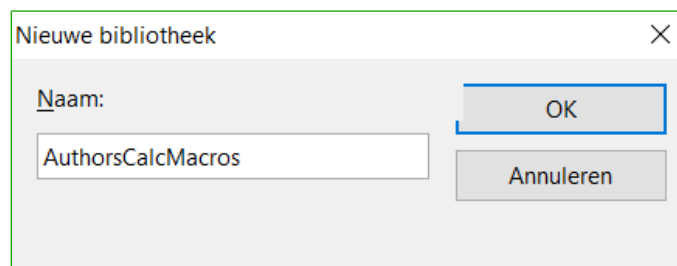 Nieuwe bibliotheek
Naam:
AuthorsCalcMacros
OK
Annuleren